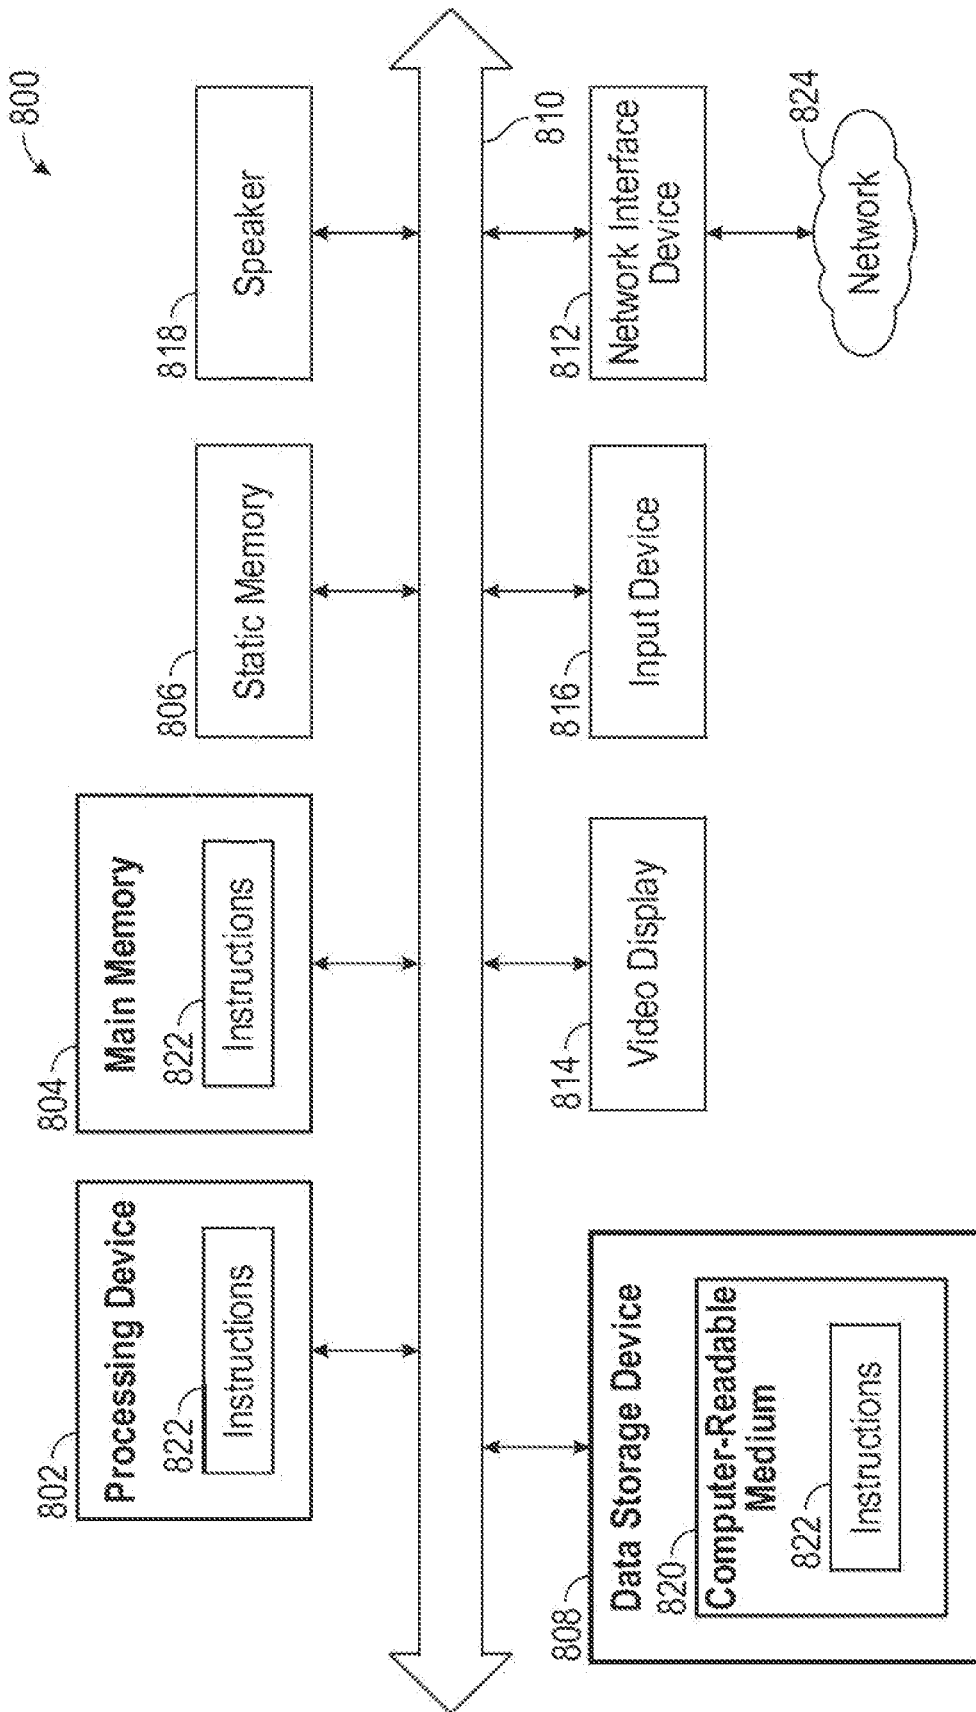 800
802
Processing Device
822
Instructions
804
Main Memory
822
Instructions
806
Static Memory
818
Speaker
810
808
Data Storage Device
820
Computer-Readable
Medium
822
Instructions
814
Video Display
816
Input Device
812
Network Interface
Device
824
Network